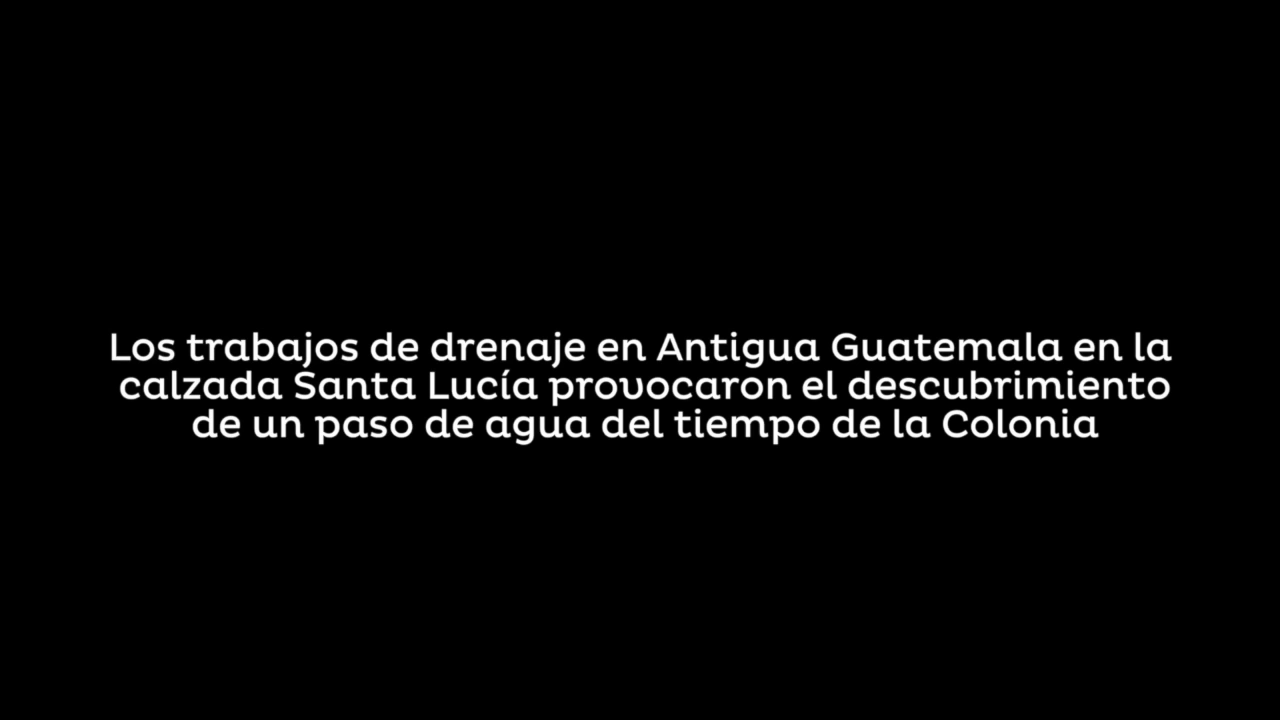 Los trabajos de drenaje en Antigua Guatemala en la
calzada Santa Lucía provocaron el descubrimiento
de un paso de agua del tiempo de la Colonia